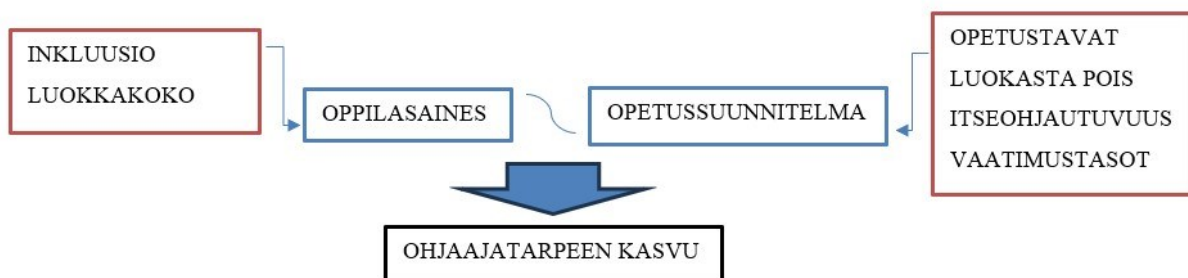 INKLUUSIO
LUOKKAKOKO
OPPILASAINES
OPETUSSUUNNITELMA
OPETUSTAVAT
LUOKASTA POIS
ITSEOHJAUTUVUUS
VAATIMUSTASOT
OHJAAJATARPEEN KASVU